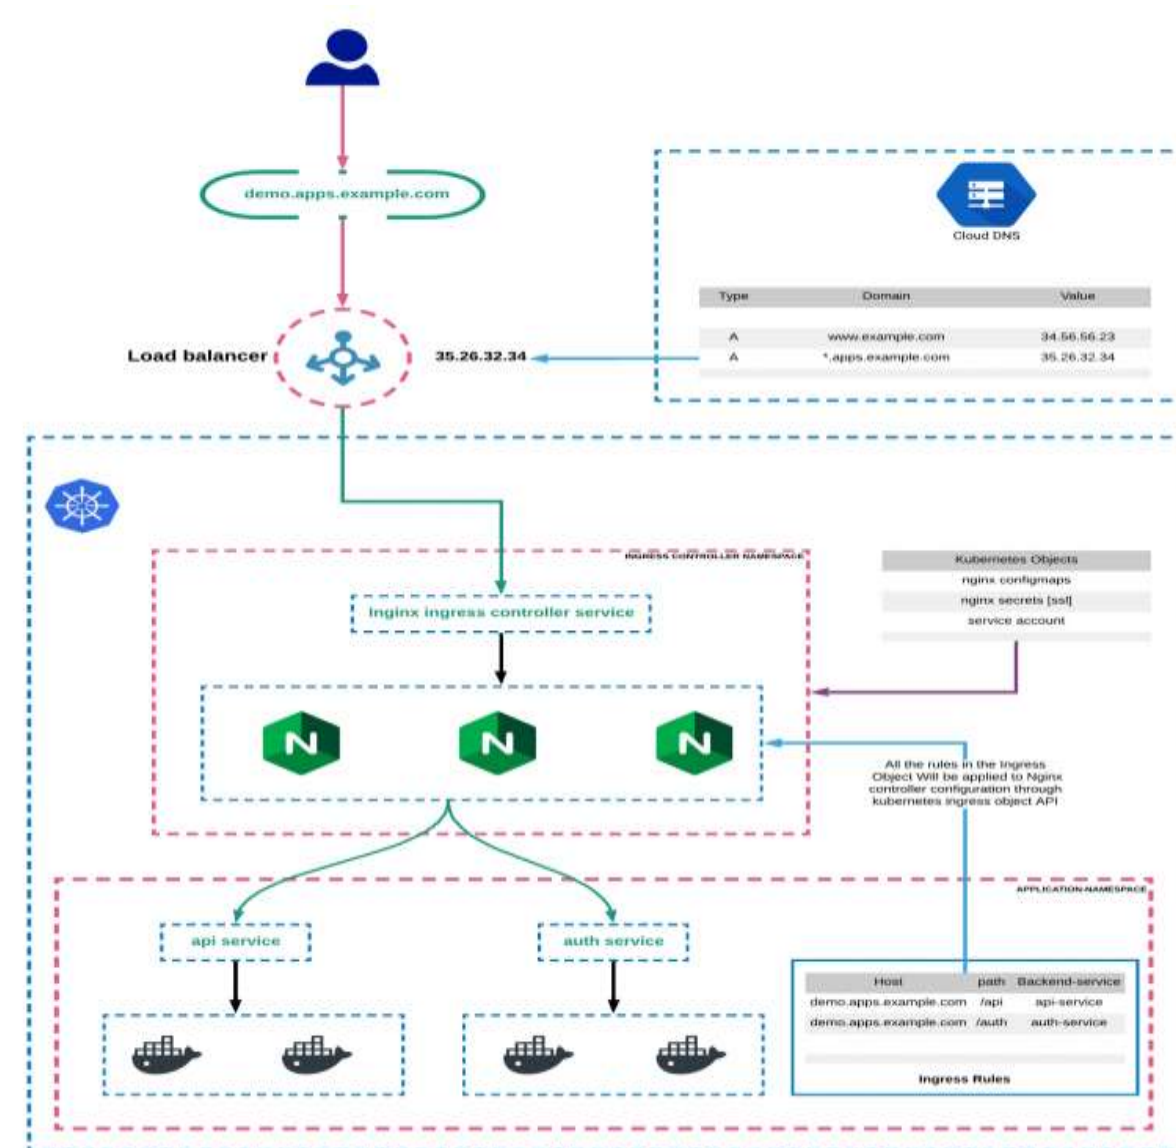 demo.apps.example.com
Cloud DNS
Type Domain Value
A www.example.com 34.56.56.23
A *.apps.example.com 35.26.32.34
Load balancer
35.26.32.34
INGRESS CONTROLLER NAMESPACE
Inginx ingress controller service
Kubernetes Objects
nginx configmaps
nginx secrets [ssl]
service account
All the rules in the Ingress
Object Will be applied to Nginx
controller configuration through
kubernetes ingress object API
APPLICATION-NAMESPACE
api service
auth service
Host path Backend-service
demo.apps.example.com /api api-service
demo.apps.example.com /auth auth-service
Ingress Rules
N
N
N